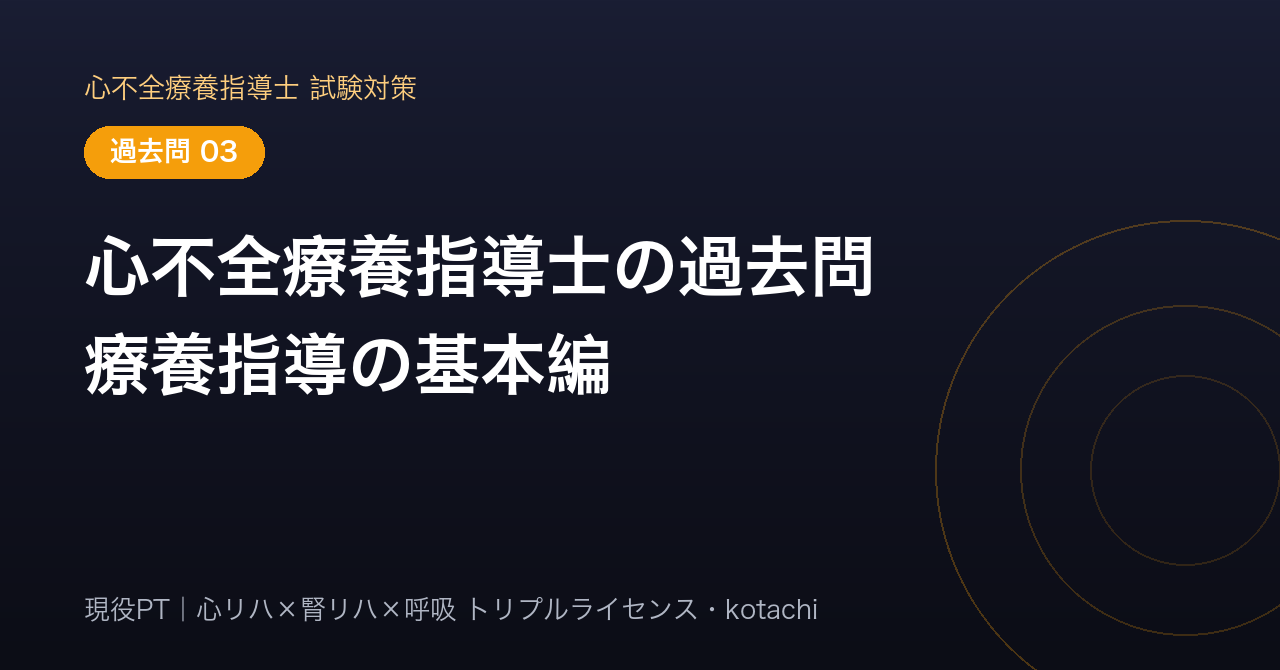 心不全療養指導士 試験対策
過去問 03
心不全療養指導士の過去問
療養指導の基本編
現役PT｜心リハ×腎リハ×呼吸 トリプルライセンス・kotachi